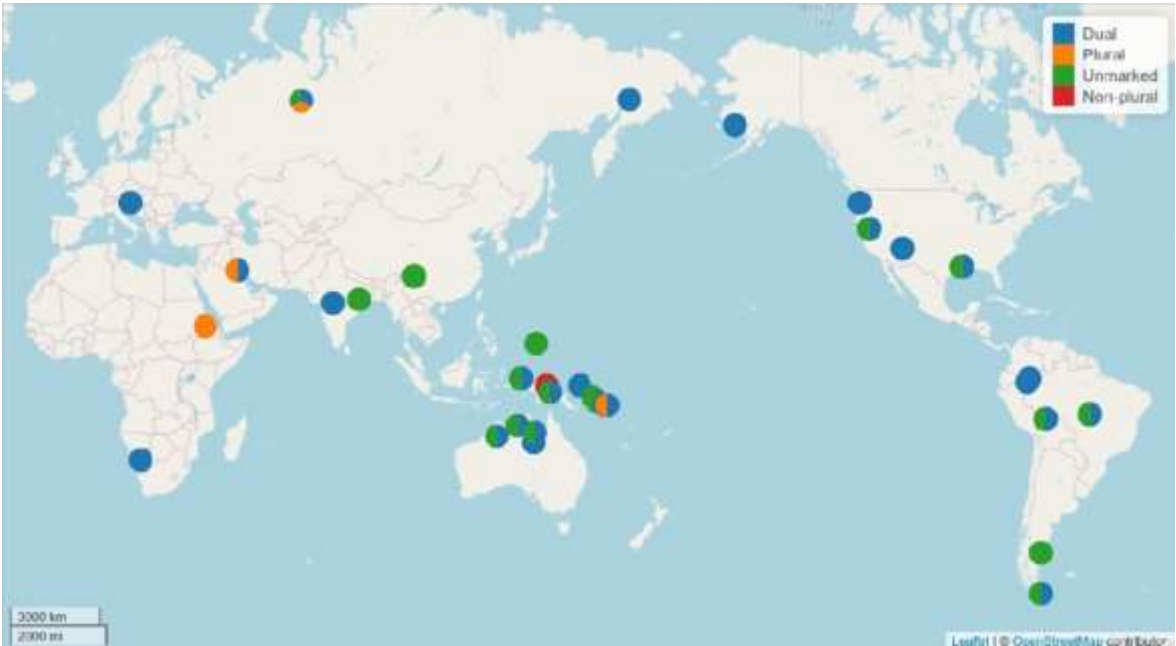 Dual
Plural
Unmarked
Non-plural
3000 km
2000 mi
Leaflet | © OpenStreetMap contributor